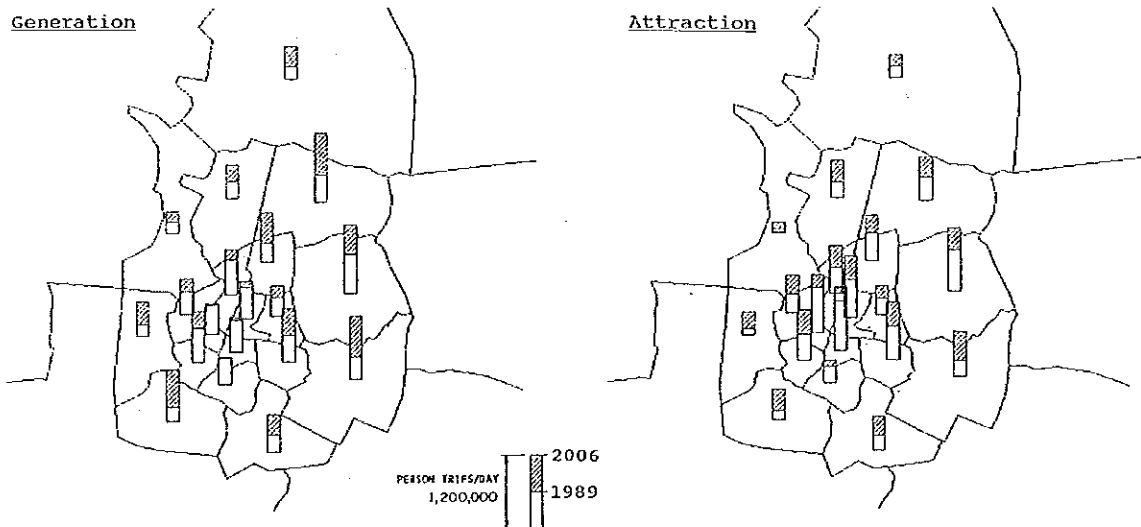 Generation
Attraction
PERSON TRIPS/DAY
1,200,000
2006
1989